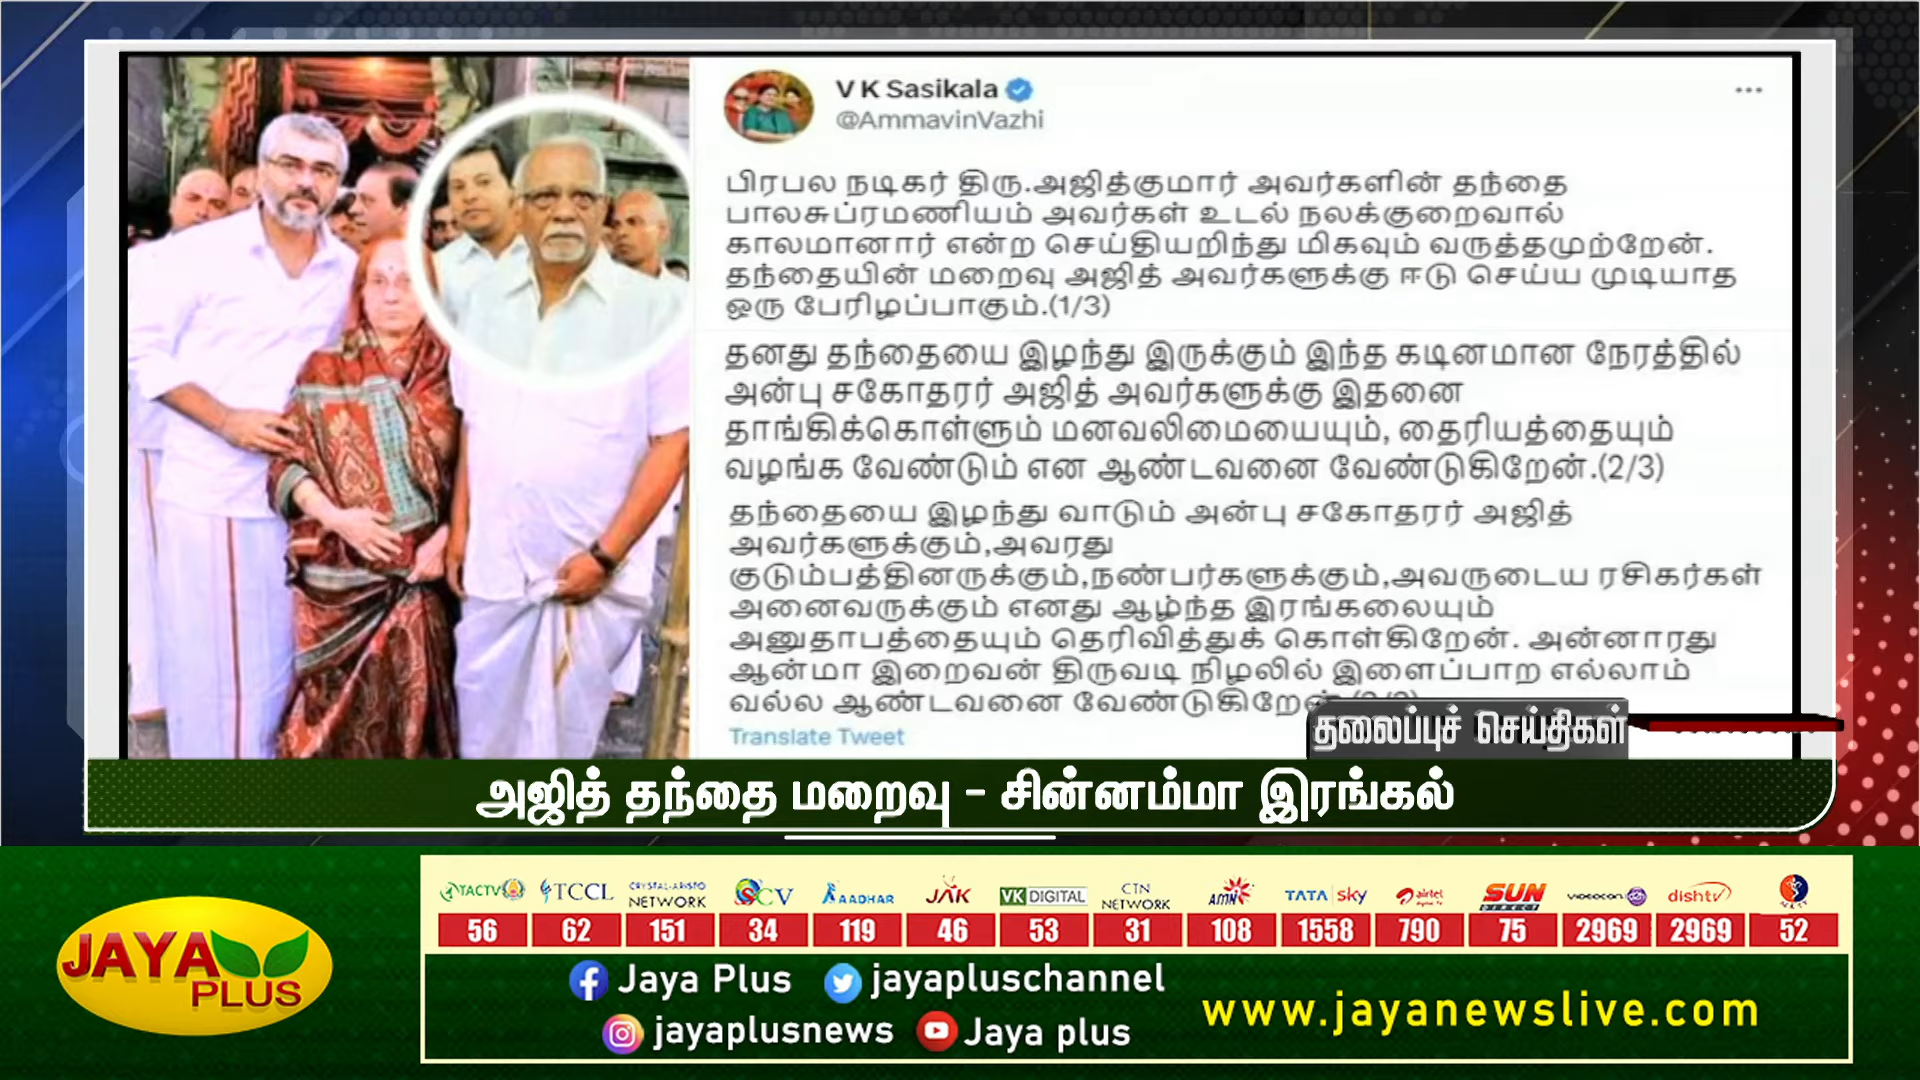 V K Sasikala
@AmmavinVazhi
பிரபல நடிகர் திரு.அஜித்குமார் அவர்களின் தந்தை
பாலசுப்ரமணியம் அவர்கள் உடல் நலக்குறைவால்
காலமானார் என்ற செய்தியறிந்து மிகவும் வருத்தமுற்றேன்.
தந்தையின் மறைவு அஜித் அவர்களுக்கு ஈடு செய்ய முடியாத
ஒரு பேரிழப்பாகும்.(1/3)
தனது தந்தையை இழந்து இருக்கும் இந்த கடினமான நேரத்தில்
அன்பு சகோதரர் அஜித் அவர்களுக்கு இதனை
தாங்கிக்கொள்ளும் மனவலிமையையும், தைரியத்தையும்
வழங்க வேண்டும் என ஆண்டவனை வேண்டுகிறேன்.(2/3)
தந்தையை இழந்து வாடும் அன்பு சகோதரர் அஜித்
அவர்களுக்கும்,அவரது
குடும்பத்தினருக்கும்,நண்பர்களுக்கும்,அவருடைய ரசிகர்கள்
அனைவருக்கும் எனது ஆழ்ந்த இரங்கலையும்
அனுதாபத்தையும் தெரிவித்துக் கொள்கிறேன். அன்னாரது
ஆன்மா இறைவன் திருவடி நிழலில் இளைப்பாற எல்லாம்
வல்ல ஆண்டவனை வேண்டுகிறேன்
Translate Tweet
தலைப்புச் செய்திகள்
அஜித் தந்தை மறைவு - சின்னம்மா இரங்கல்
TACTV TCCL CRYSTAL-ARISTO NETWORK SCV AADHAR JAK VK DIGITAL CTN NETWORK AMN TATA sky airtel SUN DIRECT VIDEOCON dishtv
56 62 151 34 119 46 53 31 108 1558 790 75 2969 2969 52
JAYA PLUS
Jaya Plus jayapluschannel
jayaplusnews Jaya plus
www.jayanewslive.com